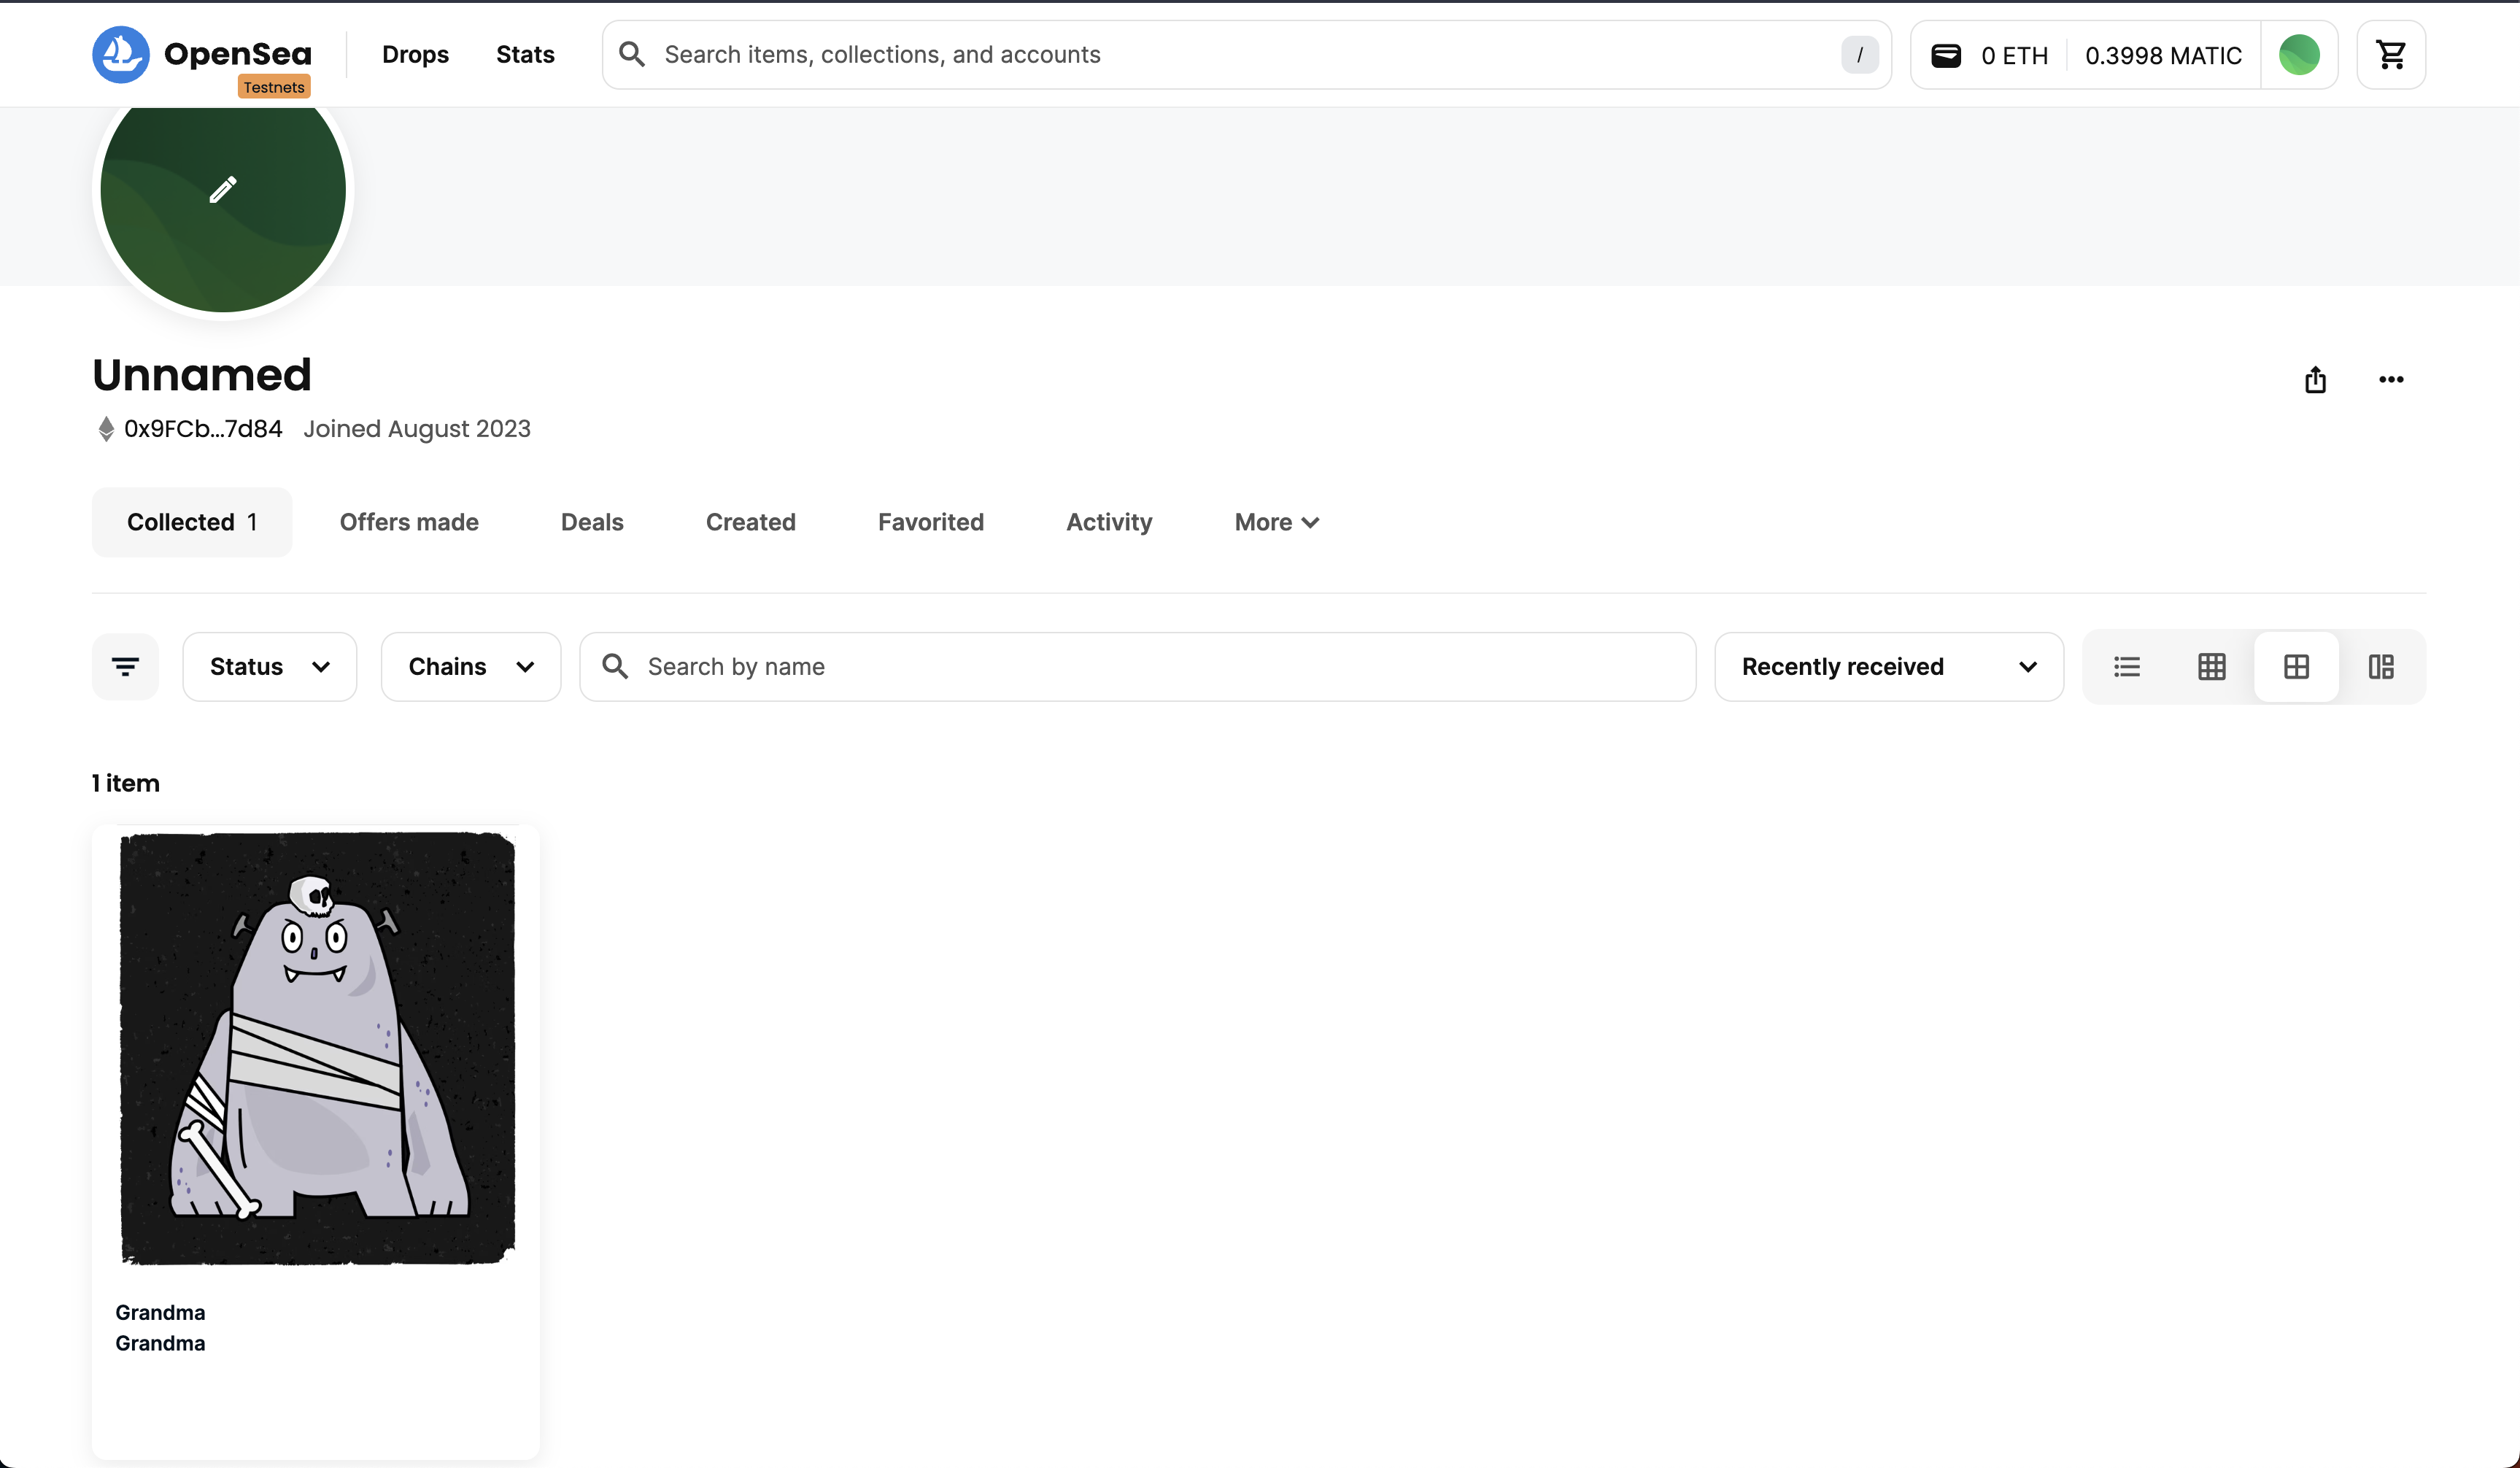 OpenSea
Testnets
Drops
Stats
Search items, collections, and accounts
/
0 ETH
0.3998 MATIC
Unnamed
0x9FCb...7d84 Joined August 2023
Collected 1
Offers made
Deals
Created
Favorited
Activity
More
Status
Chains
Search by name
Recently received
1 item
Grandma
Grandma